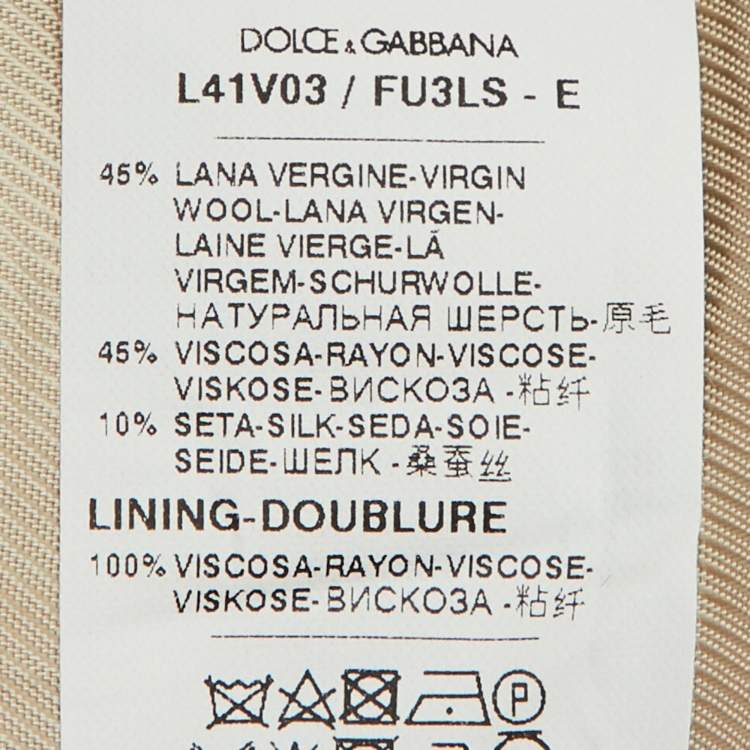 DOLCE & GABBANA
L41V03 / FU3LS - E
45% LANA VERGINE-VIRGIN
WOOL-LANA VIRGEN-
LAINE VIERGE-LÃ
VIRGEM-SCHURWOLLE-
НАТУРАЛЬНАЯ ШЕРСТЬ-原毛
45% VISCOSA-RAYON-VISCOSE-
VISKOSE-ВИСКОЗА -粘纤
10% SETA-SILK-SEDA-SOIE-
SEIDE-ШЕЛК -桑蚕丝
LINING-DOUBLURE
100% VISCOSA-RAYON-VISCOSE-
VISKOSE-ВИСКОЗА -粘纤
P